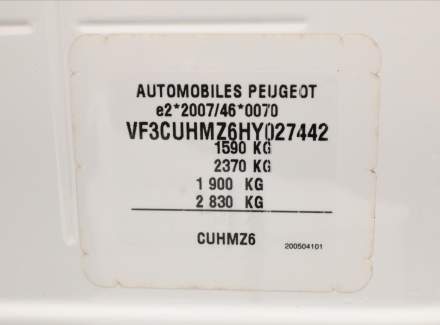 AUTOMOBILES PEUGEOT
e2*2007/46*0070
VF3CUHMZ6HY027442
1590 KG
2370 KG
1 900 KG
2 830 KG
CUHMZ6
200504101